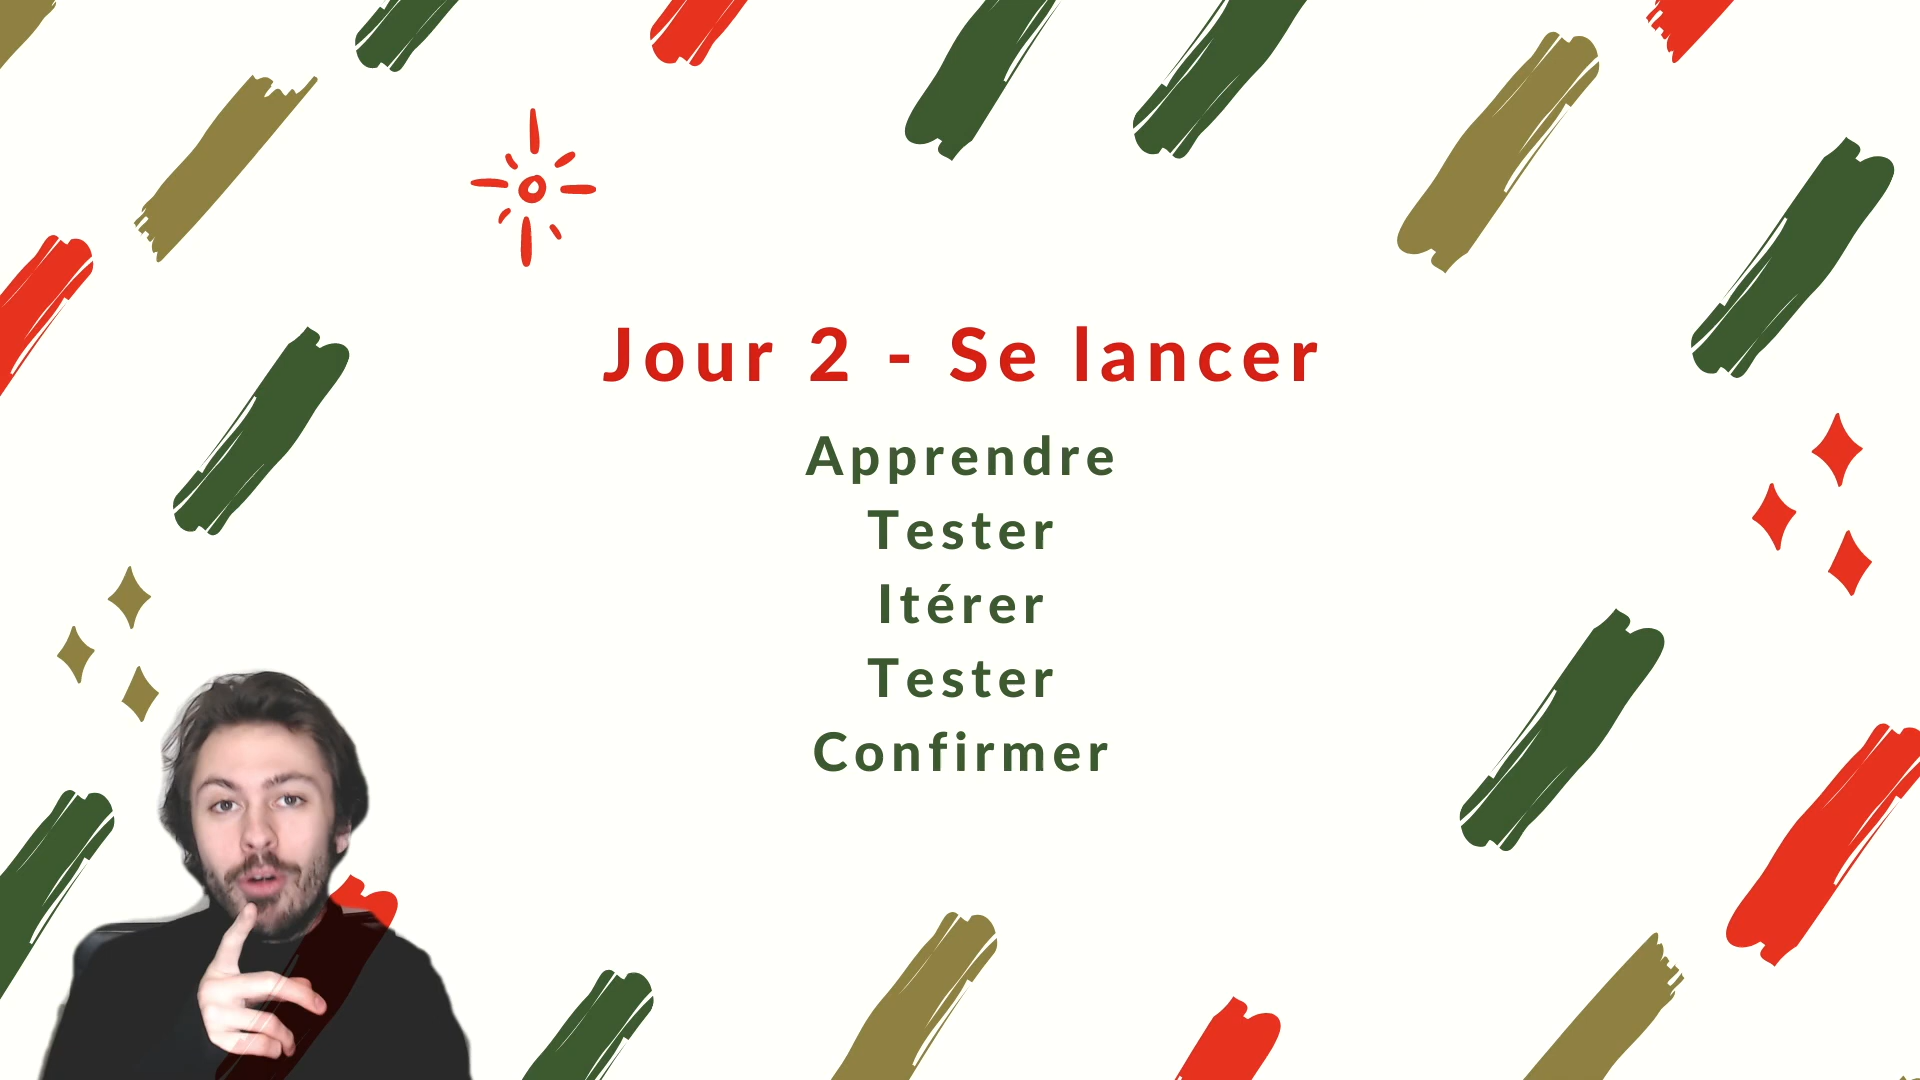 Jour 2 - Se lancer
Apprendre
Tester
Itérer
Tester
Confirmer